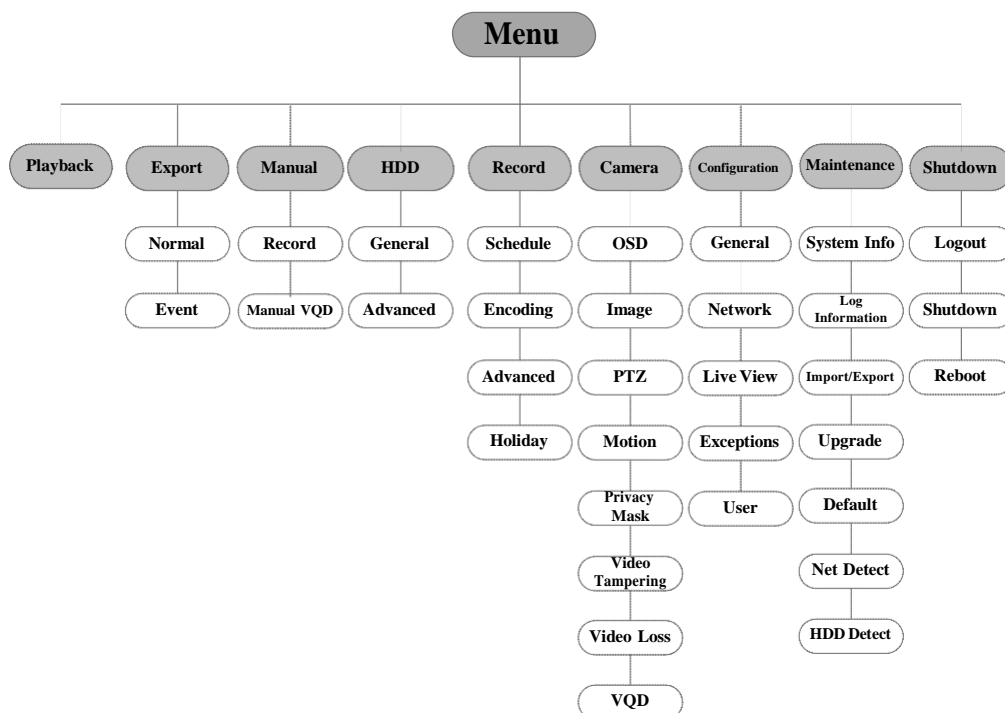 Menu
Playback
Export
Manual
HDD
Record
Camera
Configuration
Maintenance
Shutdown
Normal
Record
General
Schedule
OSD
General
System Info
Logout
Event
Manual VQD
Advanced
Encoding
Image
Network
Log
Information
Shutdown
Advanced
PTZ
Live View
Import/Export
Reboot
Holiday
Motion
Exceptions
Upgrade
Privacy
Mask
User
Default
Video
Tampering
Net Detect
Video Loss
HDD Detect
VQD